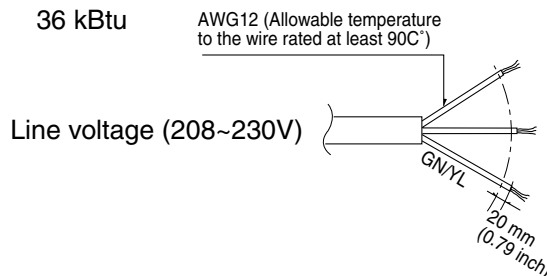 36 kBtu
AWG12 (Allowable temperature
to the wire rated at least 90C˚)
Line voltage (208~230V)
GN/YL
20 mm
(0.79 inch)